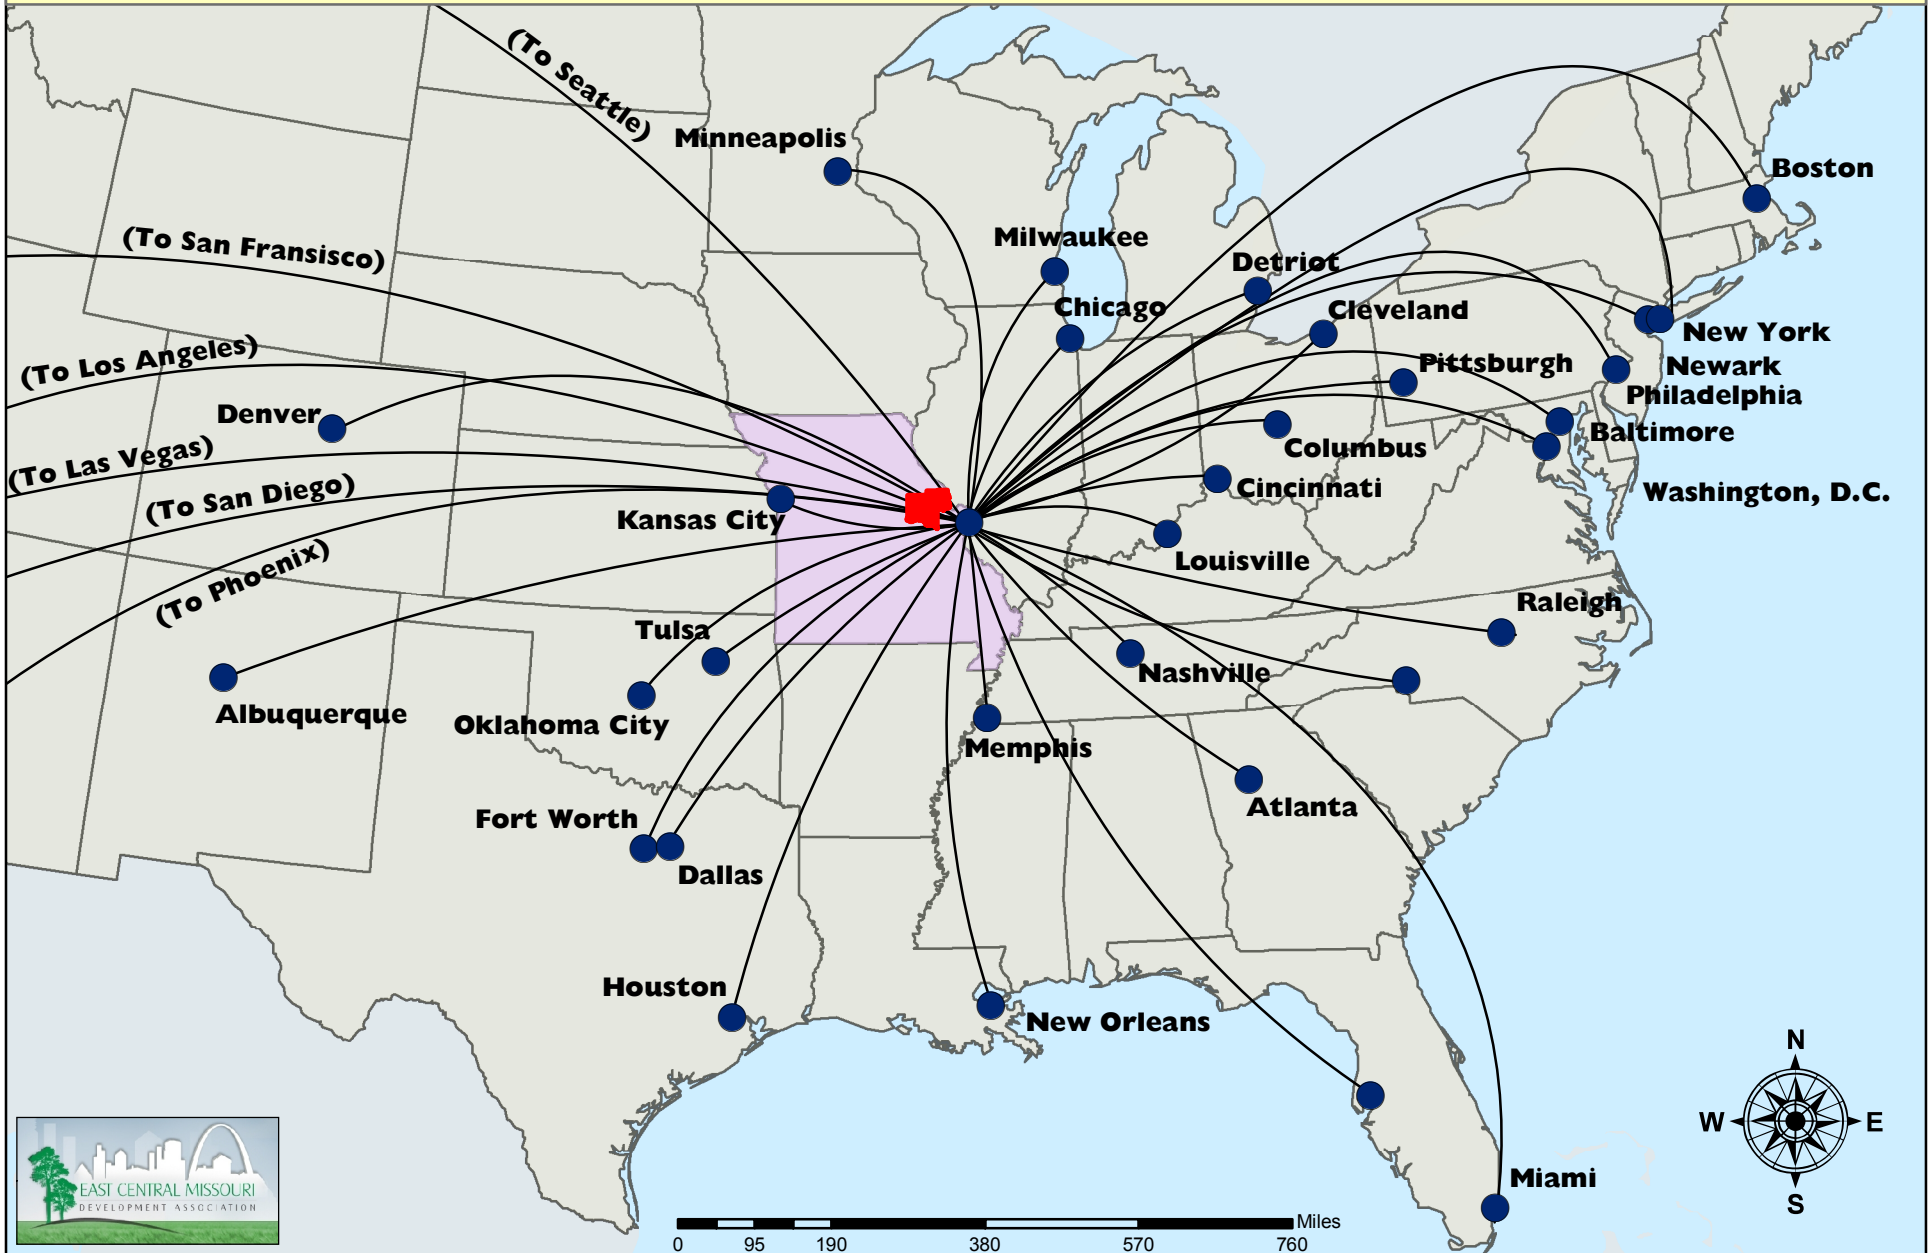 (To Seattle)
Minneapolis
Boston
(To San Fransisco)
Milwaukee
Detriot
Chicago
Cleveland
New York
(To Los Angeles)
Pittsburgh
Newark
Philadelphia
Denver
Baltimore
(To Las Vegas)
Columbus
(To San Diego)
Cincinnati
Washington, D.C.
Kansas City
Louisville
(To Phoenix)
Raleigh
Tulsa
Nashville
Albuquerque
Oklahoma City
Memphis
Atlanta
Fort Worth
Dallas
Houston
New Orleans
N
W
E
S
Miami
EAST CENTRAL MISSOURI
DEVELOPMENT ASSOCIATION
Miles
0 95 190 380 570 760